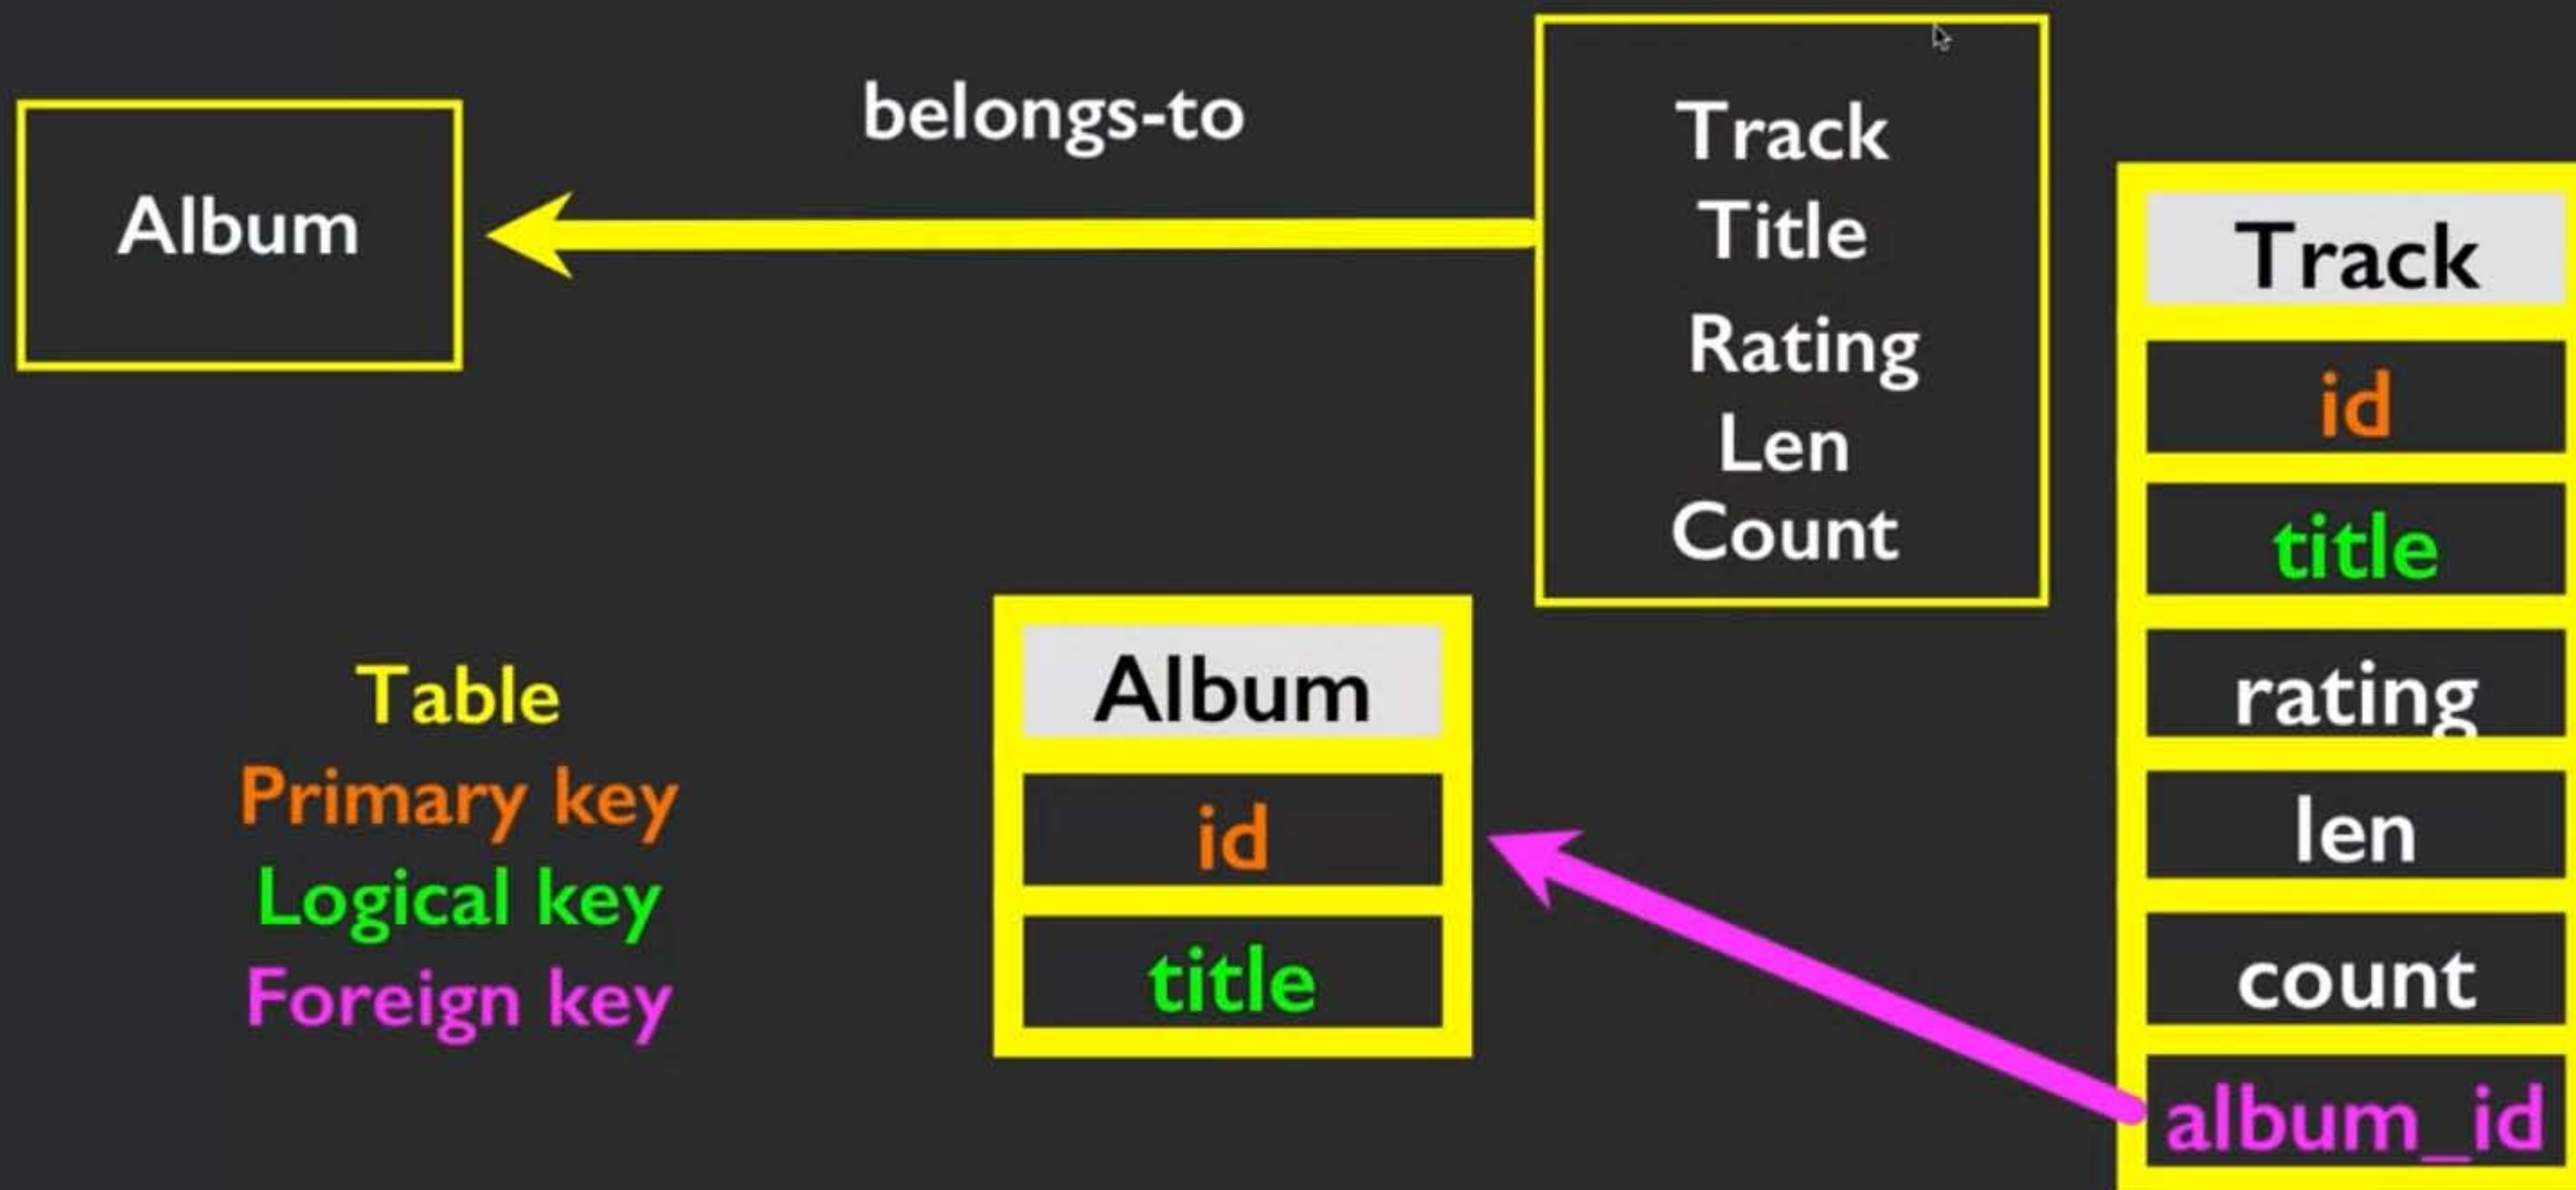 Album
belongs-to
Track
Title
Rating
Len
Count
Table
Primary key
Logical key
Foreign key
Album
id
title
Track
id
title
rating
len
count
album_id